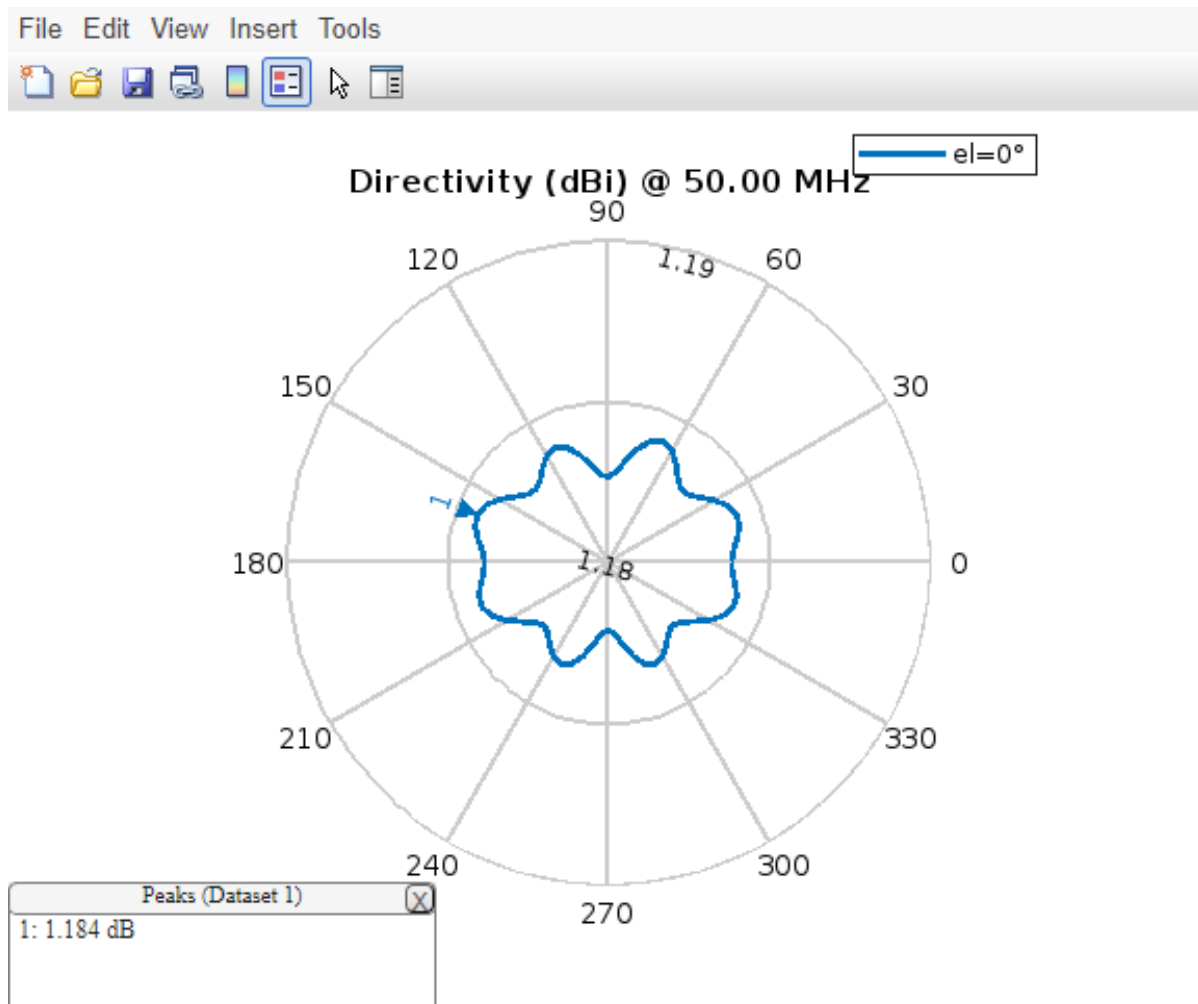 File Edit View Insert Tools
el=0°
Directivity (dBi) @ 50.00 MHz
90
120
1.19
60
150
30
1
180
1.18
0
210
330
240
300
270
Peaks (Dataset 1)
X
1: 1.184 dB